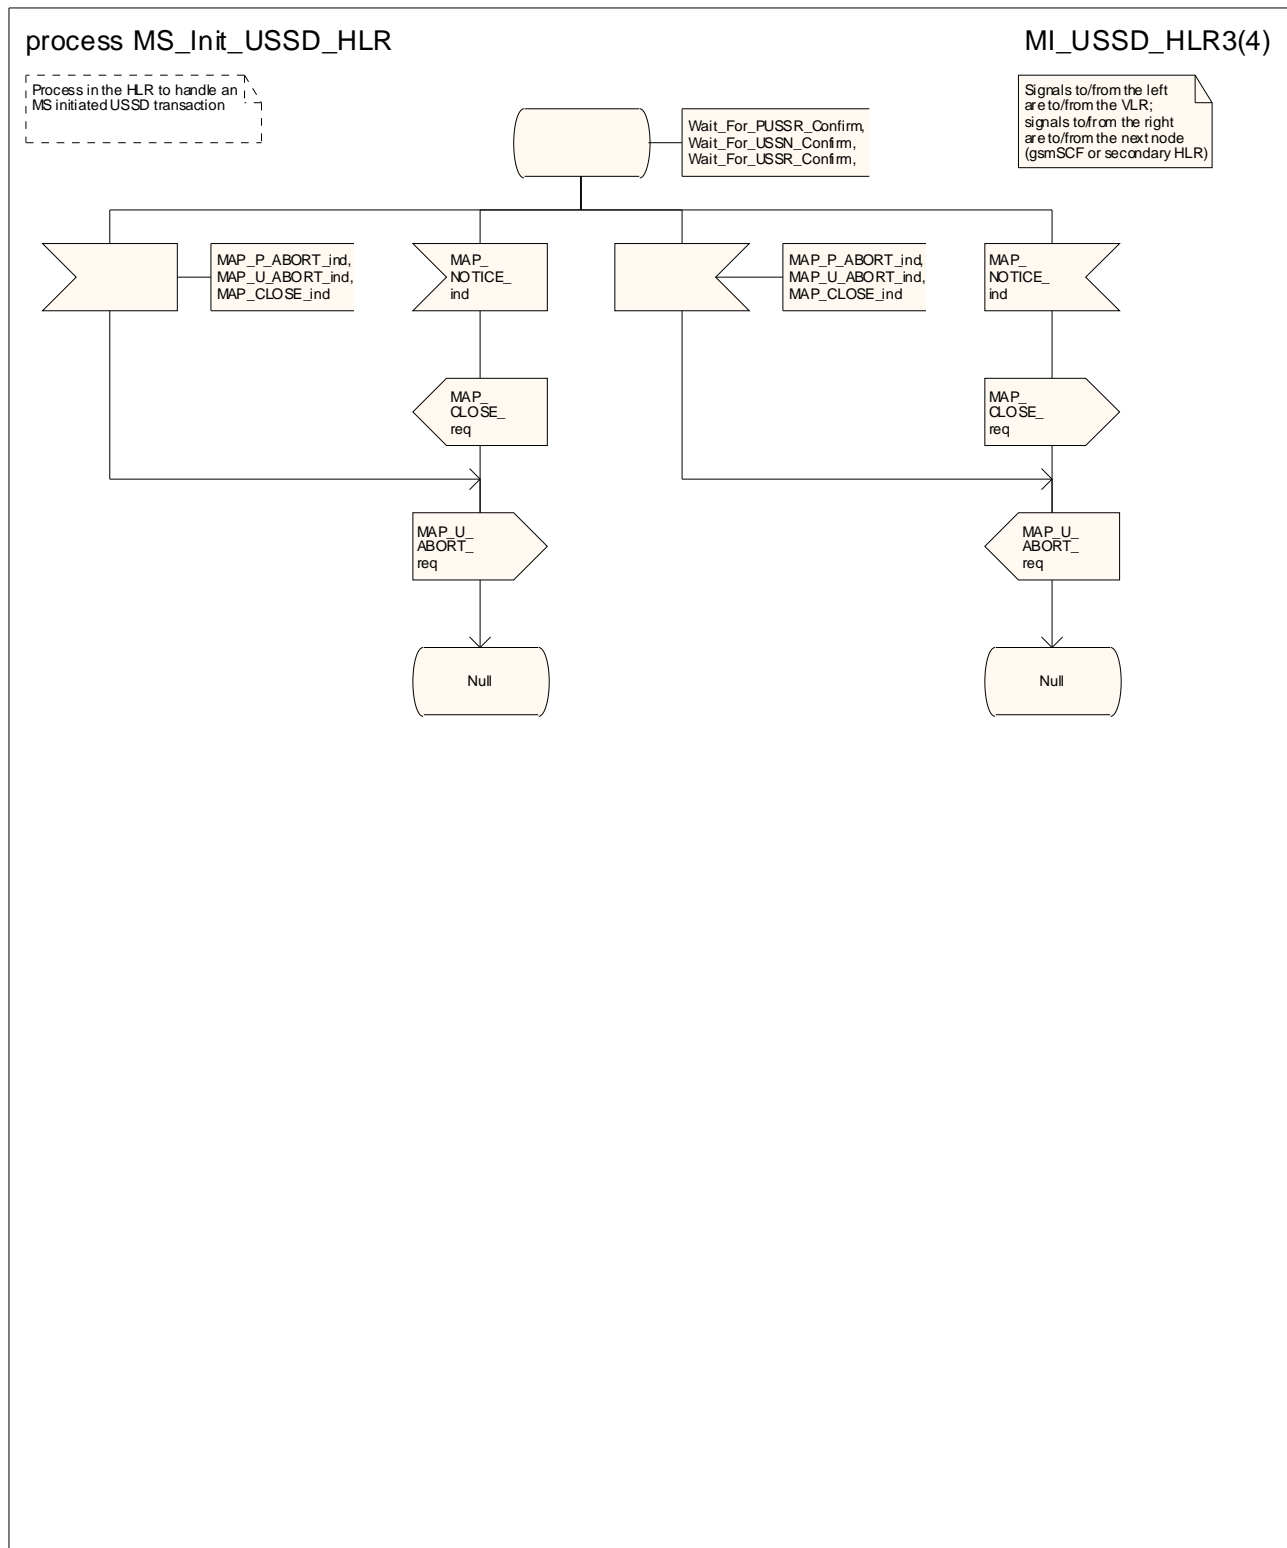 process MS_Init_USSD_HLR
MI_USSD_HLR3(4)
Process in the HLR to handle an
MS initiated USSD transaction
Signals to/from the left
are to/from the VLR;
signals to/from the right
are to/from the next node
(gsmSCF or secondary HLR)
Wait_For_PUSSR_Confirm,
Wait_For_USSN_Confirm,
Wait_For_USSR_Confirm,
MAP_P_ABORT_ind,
MAP_U_ABORT_ind,
MAP_CLOSE_ind
MAP_
NOTICE_
ind
MAP_P_ABORT_ind,
MAP_U_ABORT_ind,
MAP_CLOSE_ind
MAP_
NOTICE_
ind
MAP_
CLOSE_
req
MAP_
CLOSE_
req
MAP_U_
ABORT_
req
MAP_U_
ABORT_
req
Null
Null